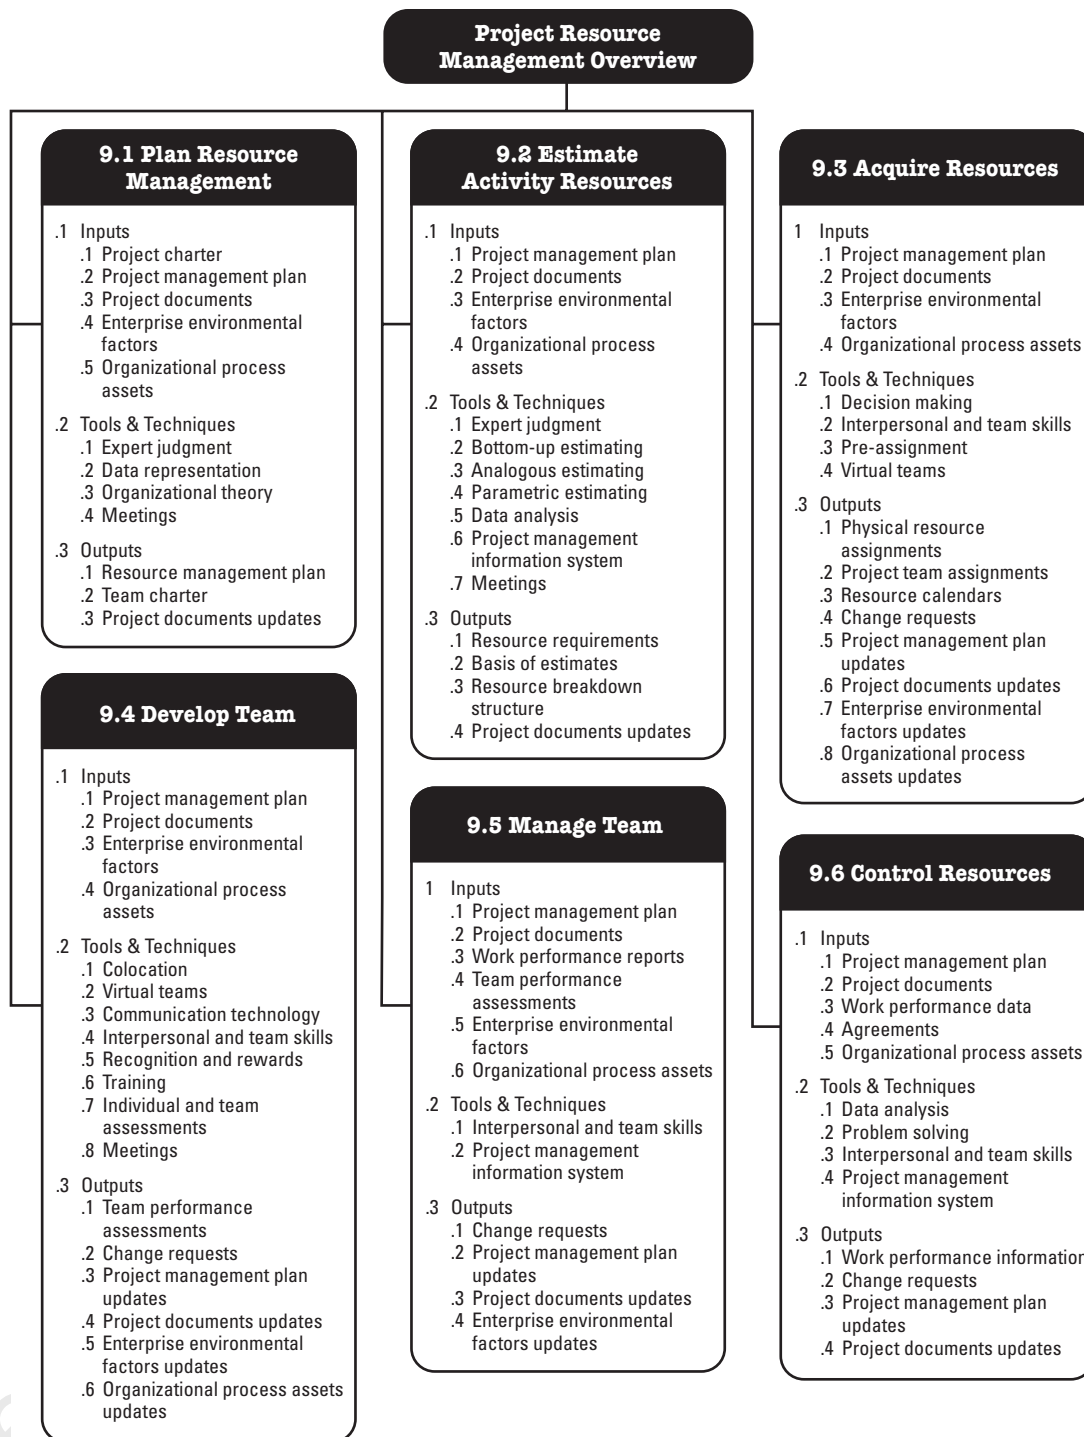 Project Resource
Management Overview
9.1 Plan Resource
Management
.1 Inputs
.1 Project charter
.2 Project management plan
.3 Project documents
.4 Enterprise environmental
factors
.5 Organizational process
assets
.2 Tools & Techniques
.1 Expert judgment
.2 Data representation
.3 Organizational theory
.4 Meetings
.3 Outputs
.1 Resource management plan
.2 Team charter
.3 Project documents updates
9.2 Estimate
Activity Resources
.1 Inputs
.1 Project management plan
.2 Project documents
.3 Enterprise environmental
factors
.4 Organizational process
assets
.2 Tools & Techniques
.1 Expert judgment
.2 Bottom-up estimating
.3 Analogous estimating
.4 Parametric estimating
.5 Data analysis
.6 Project management
information system
.7 Meetings
.3 Outputs
.1 Resource requirements
.2 Basis of estimates
.3 Resource breakdown
structure
.4 Project documents updates
9.3 Acquire Resources
1 Inputs
.1 Project management plan
.2 Project documents
.3 Enterprise environmental
factors
.4 Organizational process assets
.2 Tools & Techniques
.1 Decision making
.2 Interpersonal and team skills
.3 Pre-assignment
.4 Virtual teams
.3 Outputs
.1 Physical resource
assignments
.2 Project team assignments
.3 Resource calendars
.4 Change requests
.5 Project management plan
updates
.6 Project documents updates
.7 Enterprise environmental
factors updates
.8 Organizational process
assets updates
9.4 Develop Team
.1 Inputs
.1 Project management plan
.2 Project documents
.3 Enterprise environmental
factors
.4 Organizational process
assets
.2 Tools & Techniques
.1 Colocation
.2 Virtual teams
.3 Communication technology
.4 Interpersonal and team skills
.5 Recognition and rewards
.6 Training
.7 Individual and team
assessments
.8 Meetings
.3 Outputs
.1 Team performance
assessments
.2 Change requests
.3 Project management plan
updates
.4 Project documents updates
.5 Enterprise environmental
factors updates
.6 Organizational process assets
updates
9.5 Manage Team
1 Inputs
.1 Project management plan
.2 Project documents
.3 Work performance reports
.4 Team performance
assessments
.5 Enterprise environmental
factors
.6 Organizational process assets
.2 Tools & Techniques
.1 Interpersonal and team skills
.2 Project management
information system
.3 Outputs
.1 Change requests
.2 Project management plan
updates
.3 Project documents updates
.4 Enterprise environmental
factors updates
9.6 Control Resources
.1 Inputs
.1 Project management plan
.2 Project documents
.3 Work performance data
.4 Agreements
.5 Organizational process assets
.2 Tools & Techniques
.1 Data analysis
.2 Problem solving
.3 Interpersonal and team skills
.4 Project management
information system
.3 Outputs
.1 Work performance information
.2 Change requests
.3 Project management plan
updates
.4 Project documents updates